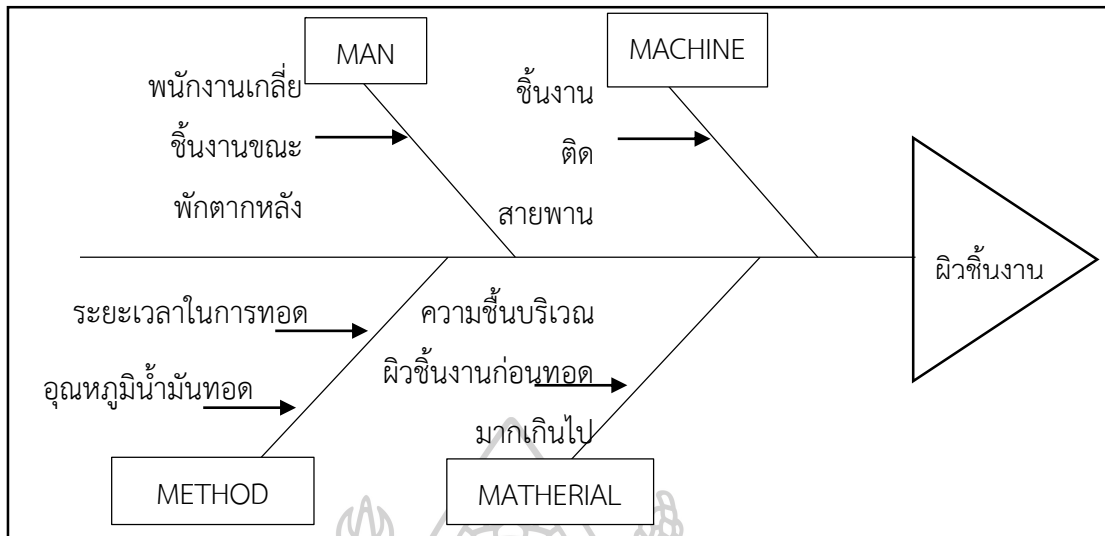 MAN
พนักงานเกลี่ย
ชิ้นงานขณะ
พักตากหลัง
MACHINE
ชิ้นงาน
ติด
สายพาน
ผิวชิ้นงาน
ระยะเวลาในการทอด
อุณหภูมิน้ำมันทอด
METHOD
ความชื้นบริเวณ
ผิวชิ้นงานก่อนทอด
มากเกินไป
MATHERIAL